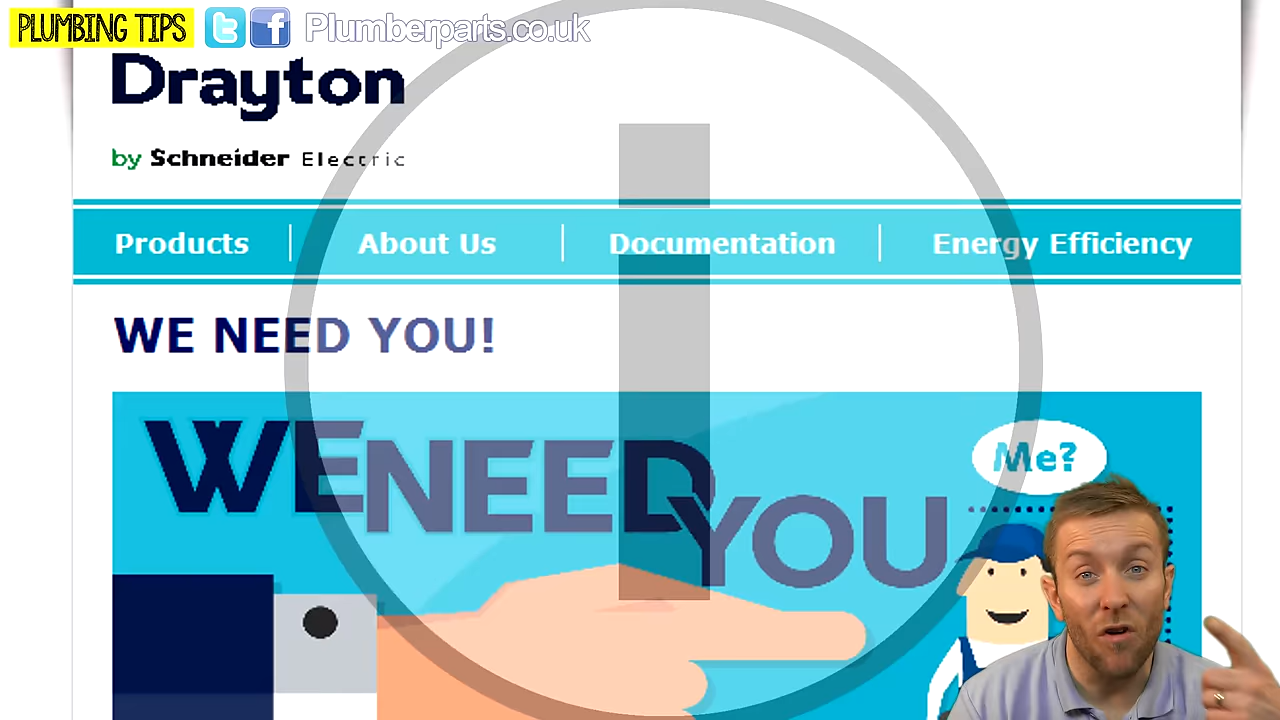 PLUMBING TIPS Plumberparts.co.uk
Drayton
by Schneider Electric
Products About Us Documentation Energy Efficiency
WE NEED YOU!
WE NEED YOU
Me?